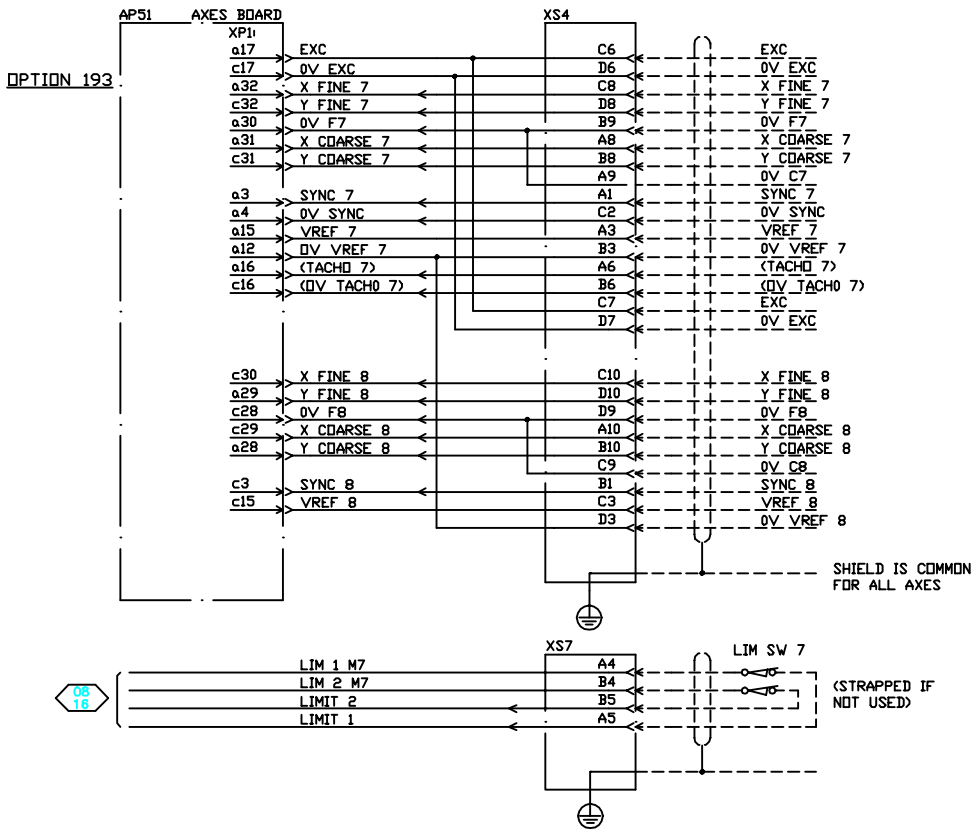 AP51 AXES BOARD XS4
XP1
OPTION 193
a17 EXC C6 EXC
c17 0V EXC D6 0V EXC
a32 X FINE 7 C8 X FINE 7
c32 Y FINE 7 D8 Y FINE 7
a30 0V F7 B9 0V F7
a31 X COARSE 7 A8 X COARSE 7
c31 Y COARSE 7 B8 Y COARSE 7
A9 0V C7
a3 SYNC 7 A1 SYNC 7
a4 0V SYNC C2 0V SYNC
a15 VREF 7 A3 VREF 7
a12 0V VREF 7 B3 0V VREF 7
a16 (TACHO 7) A6 (TACHO 7)
c16 (0V TACHO 7) B6 (0V TACHO 7)
C7 EXC
D7 0V EXC
c30 X FINE 8 C10 X FINE 8
a29 Y FINE 8 D10 Y FINE 8
c28 0V F8 D9 0V F8
c29 X COARSE 8 A10 X COARSE 8
a28 Y COARSE 8 B10 Y COARSE 8
C9 0V C8
c3 SYNC 8 B1 SYNC 8
c15 VREF 8 C3 VREF 8
D3 0V VREF 8
SHIELD IS COMMON
FOR ALL AXES
XS7
LIM SW 7
LIM 1 M7 A4
LIM 2 M7 B4
LIMIT 2 B5
LIMIT 1 A5
08
16
(STRAPPED IF
NOT USED)